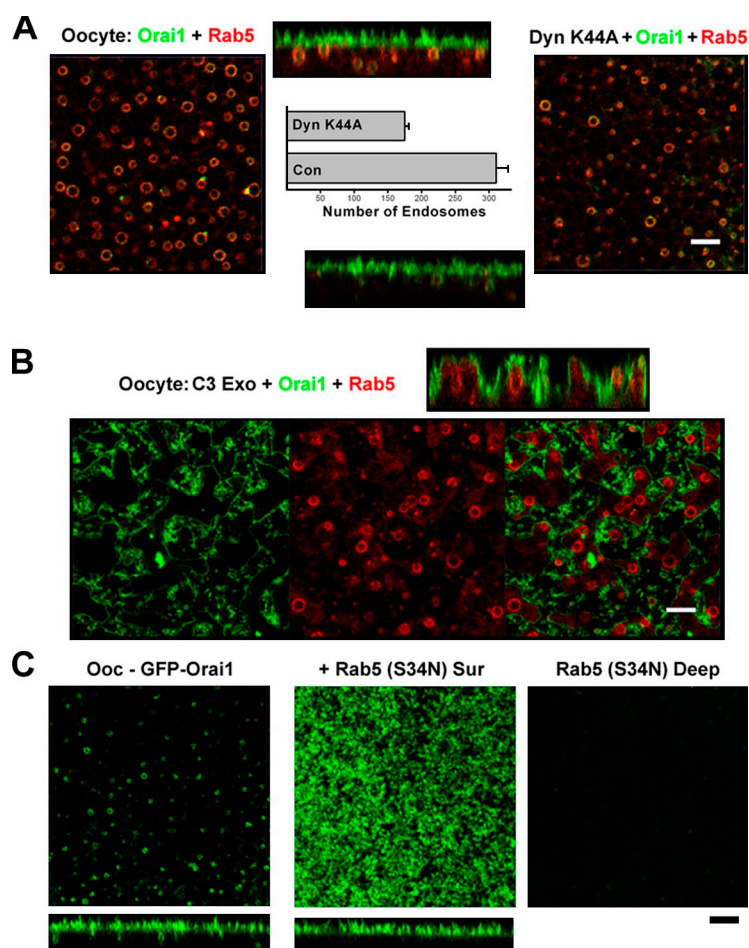 A
Oocyte: Orai1 + Rab5
Dyn K44A + Orai1 + Rab5
Dyn K44A
Con
50 100 150 200 250 300
Number of Endosomes
B
Oocyte: C3 Exo + Orai1 + Rab5
C
Ooc - GFP-Orai1
+ Rab5 (S34N) Sur
Rab5 (S34N) Deep